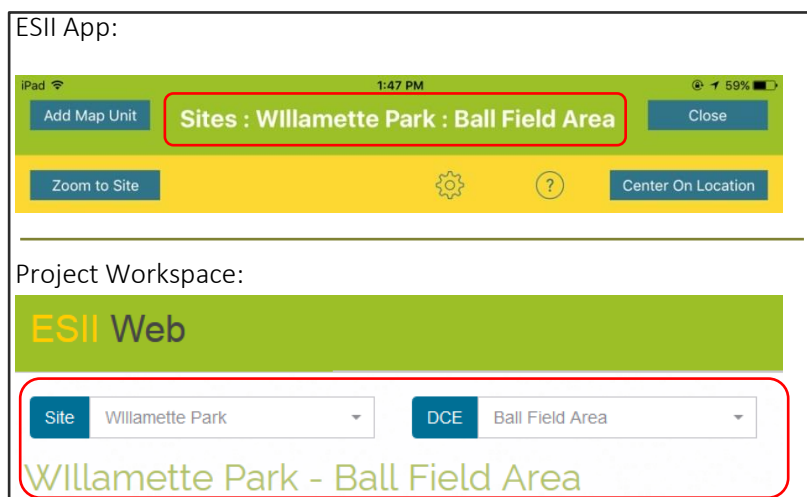 ESII App:
iPad 1:47 PM 59%
Add Map Unit Sites : WIllamette Park : Ball Field Area Close
Zoom to Site ? Center On Location
Project Workspace:
ESII Web
Site WIllamette Park DCE Ball Field Area
WIllamette Park - Ball Field Area